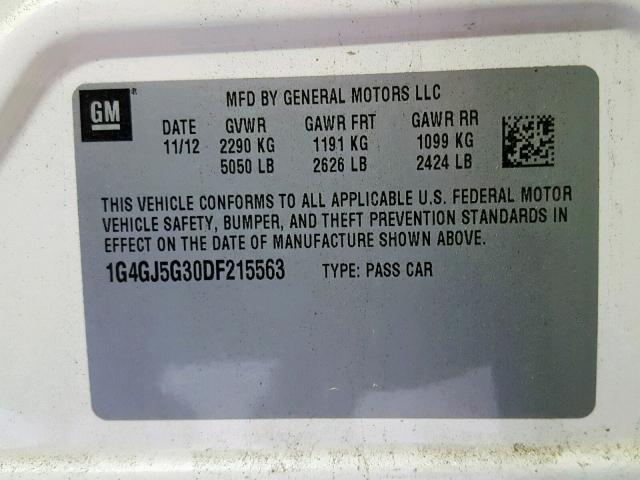 GM ®
MFD BY GENERAL MOTORS LLC
DATE GVWR GAWR FRT GAWR RR
11/12 2290 KG 1191 KG 1099 KG
5050 LB 2626 LB 2424 LB
THIS VEHICLE CONFORMS TO ALL APPLICABLE U.S. FEDERAL MOTOR
VEHICLE SAFETY, BUMPER, AND THEFT PREVENTION STANDARDS IN
EFFECT ON THE DATE OF MANUFACTURE SHOWN ABOVE.
1G4GJ5G30DF215563 TYPE: PASS CAR